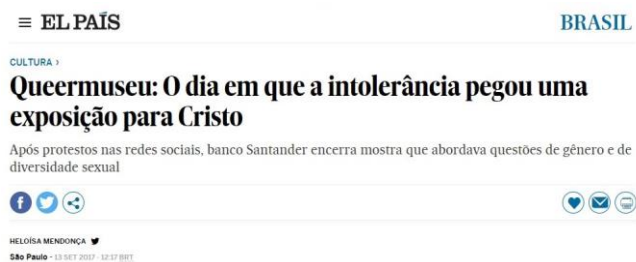 EL PAÍS
BRASIL
CULTURA ›
Queermuseu: O dia em que a intolerância pegou uma
exposição para Cristo
Após protestos nas redes sociais, banco Santander encerra mostra que abordava questões de gênero e de
diversidade sexual
HELOÍSA MENDONÇA
São Paulo - 13 SET 2017 - 12:17 BRT